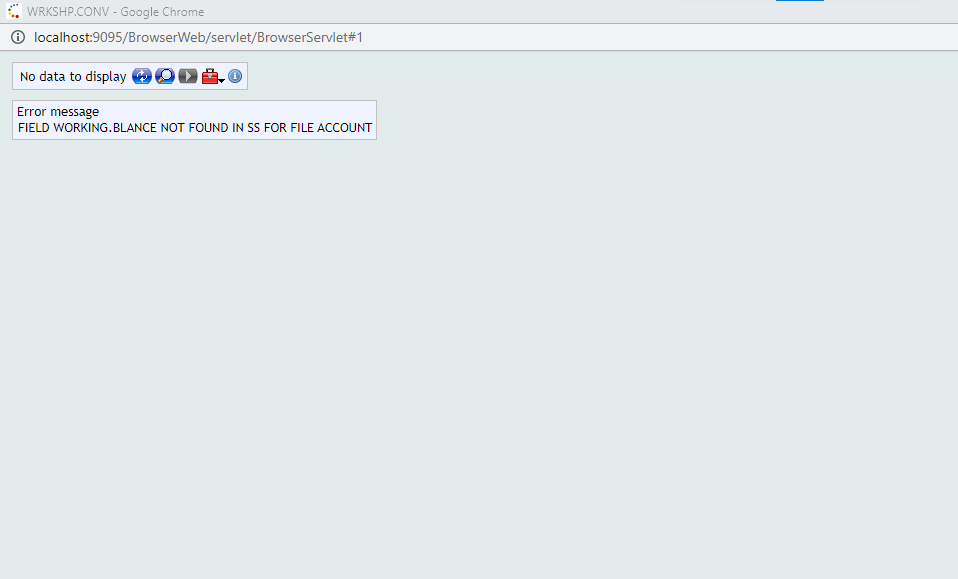 WRKSHP.CONV - Google Chrome
localhost:9095/BrowserWeb/servlet/BrowserServlet#1
No data to display
Error message
FIELD WORKING.BLANCE NOT FOUND IN SS FOR FILE ACCOUNT